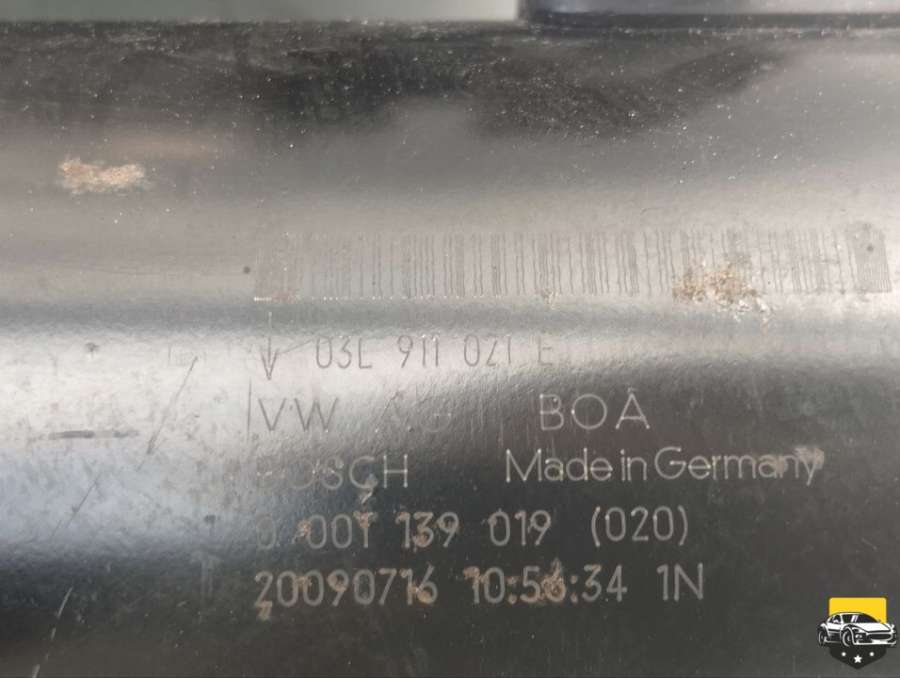 03L 911 021 E
VW BOA
BOSCH Made in Germany
0 001 139 019 (020)
20090716 10:56:34 1N